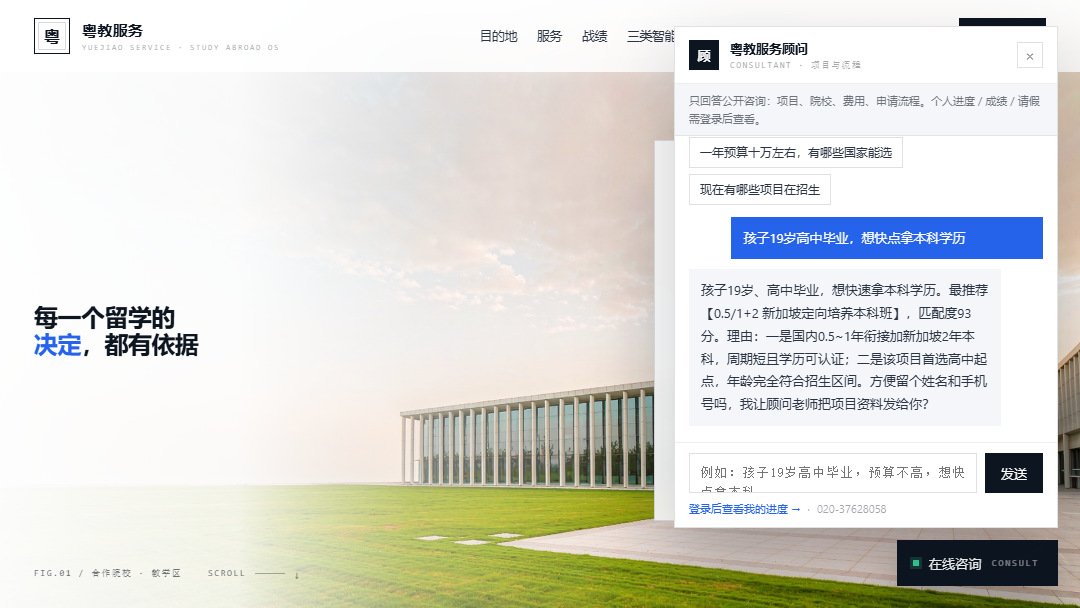 粤
粤教服务
YUEJIAO SERVICE · STUDY ABROAD OS
目的地 服务 战绩 三类智能
每一个留学的
决定，都有依据
FIG.01 / 合作院校 · 教学区 SCROLL ↓
顾
粤教服务顾问
CONSULTANT · 项目与流程
×
只回答公开咨询：项目、院校、费用、申请流程。个人进度 / 成绩 / 请假
需登录后查看。
一年预算十万左右，有哪些国家能选
现在有哪些项目在招生
孩子19岁高中毕业，想快点拿本科学历
孩子19岁、高中毕业，想快速拿本科学历。最推荐
【0.5/1+2 新加坡定向培养本科班】，匹配度93
分。理由：一是国内0.5~1年衔接加新加坡2年本
科，周期短且学历可认证；二是该项目首选高中起
点，年龄完全符合招生区间。方便留个姓名和手机
号吗，我让顾问老师把项目资料发给你？
例如：孩子19岁高中毕业，预算不高，想快
点拿本科
发送
登录后查看我的进度 → · 020-37628058
在线咨询 CONSULT